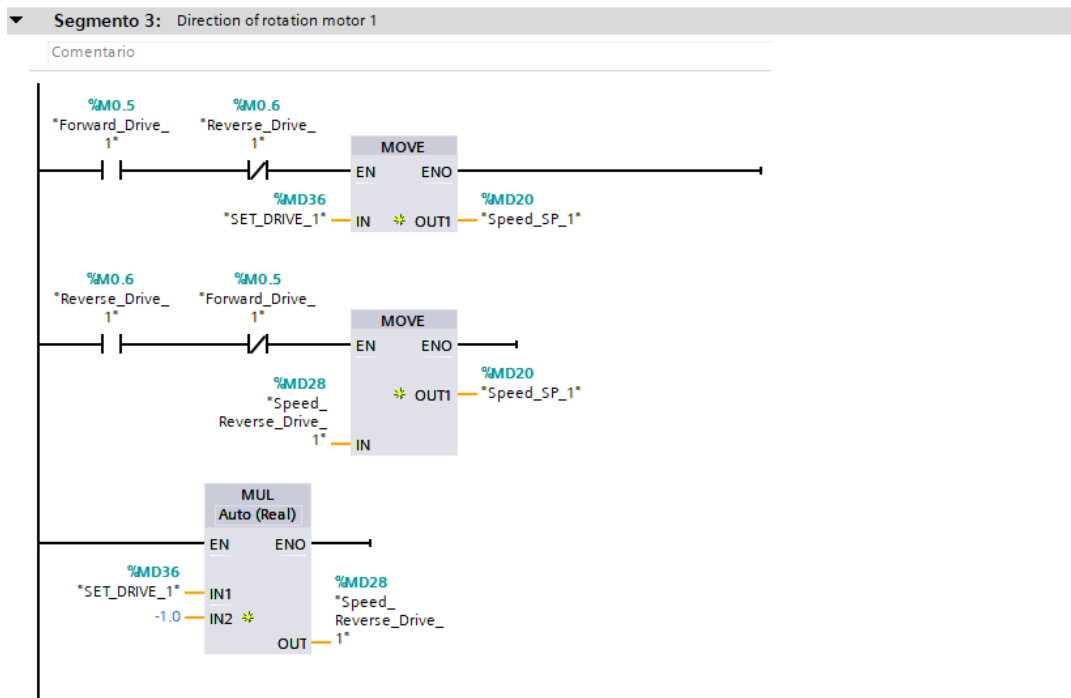 Segmento 3: Direction of rotation motor 1
Comentario
%M0.5 %M0.6
"Forward_Drive_ "Reverse_Drive_
1" 1"
MOVE
EN ENO
%MD36 %MD20
"SET_DRIVE_1" IN OUT1 "Speed_SP_1"
%M0.6 %M0.5
"Reverse_Drive_ "Forward_Drive_
1" 1"
MOVE
EN ENO
%MD20
%MD28
"Speed_ OUT1 "Speed_SP_1"
Reverse_Drive_
1" IN
MUL
Auto (Real)
EN ENO
%MD36 %MD28
"SET_DRIVE_1" IN1 "Speed_
-1.0 IN2 Reverse_Drive_
OUT 1"